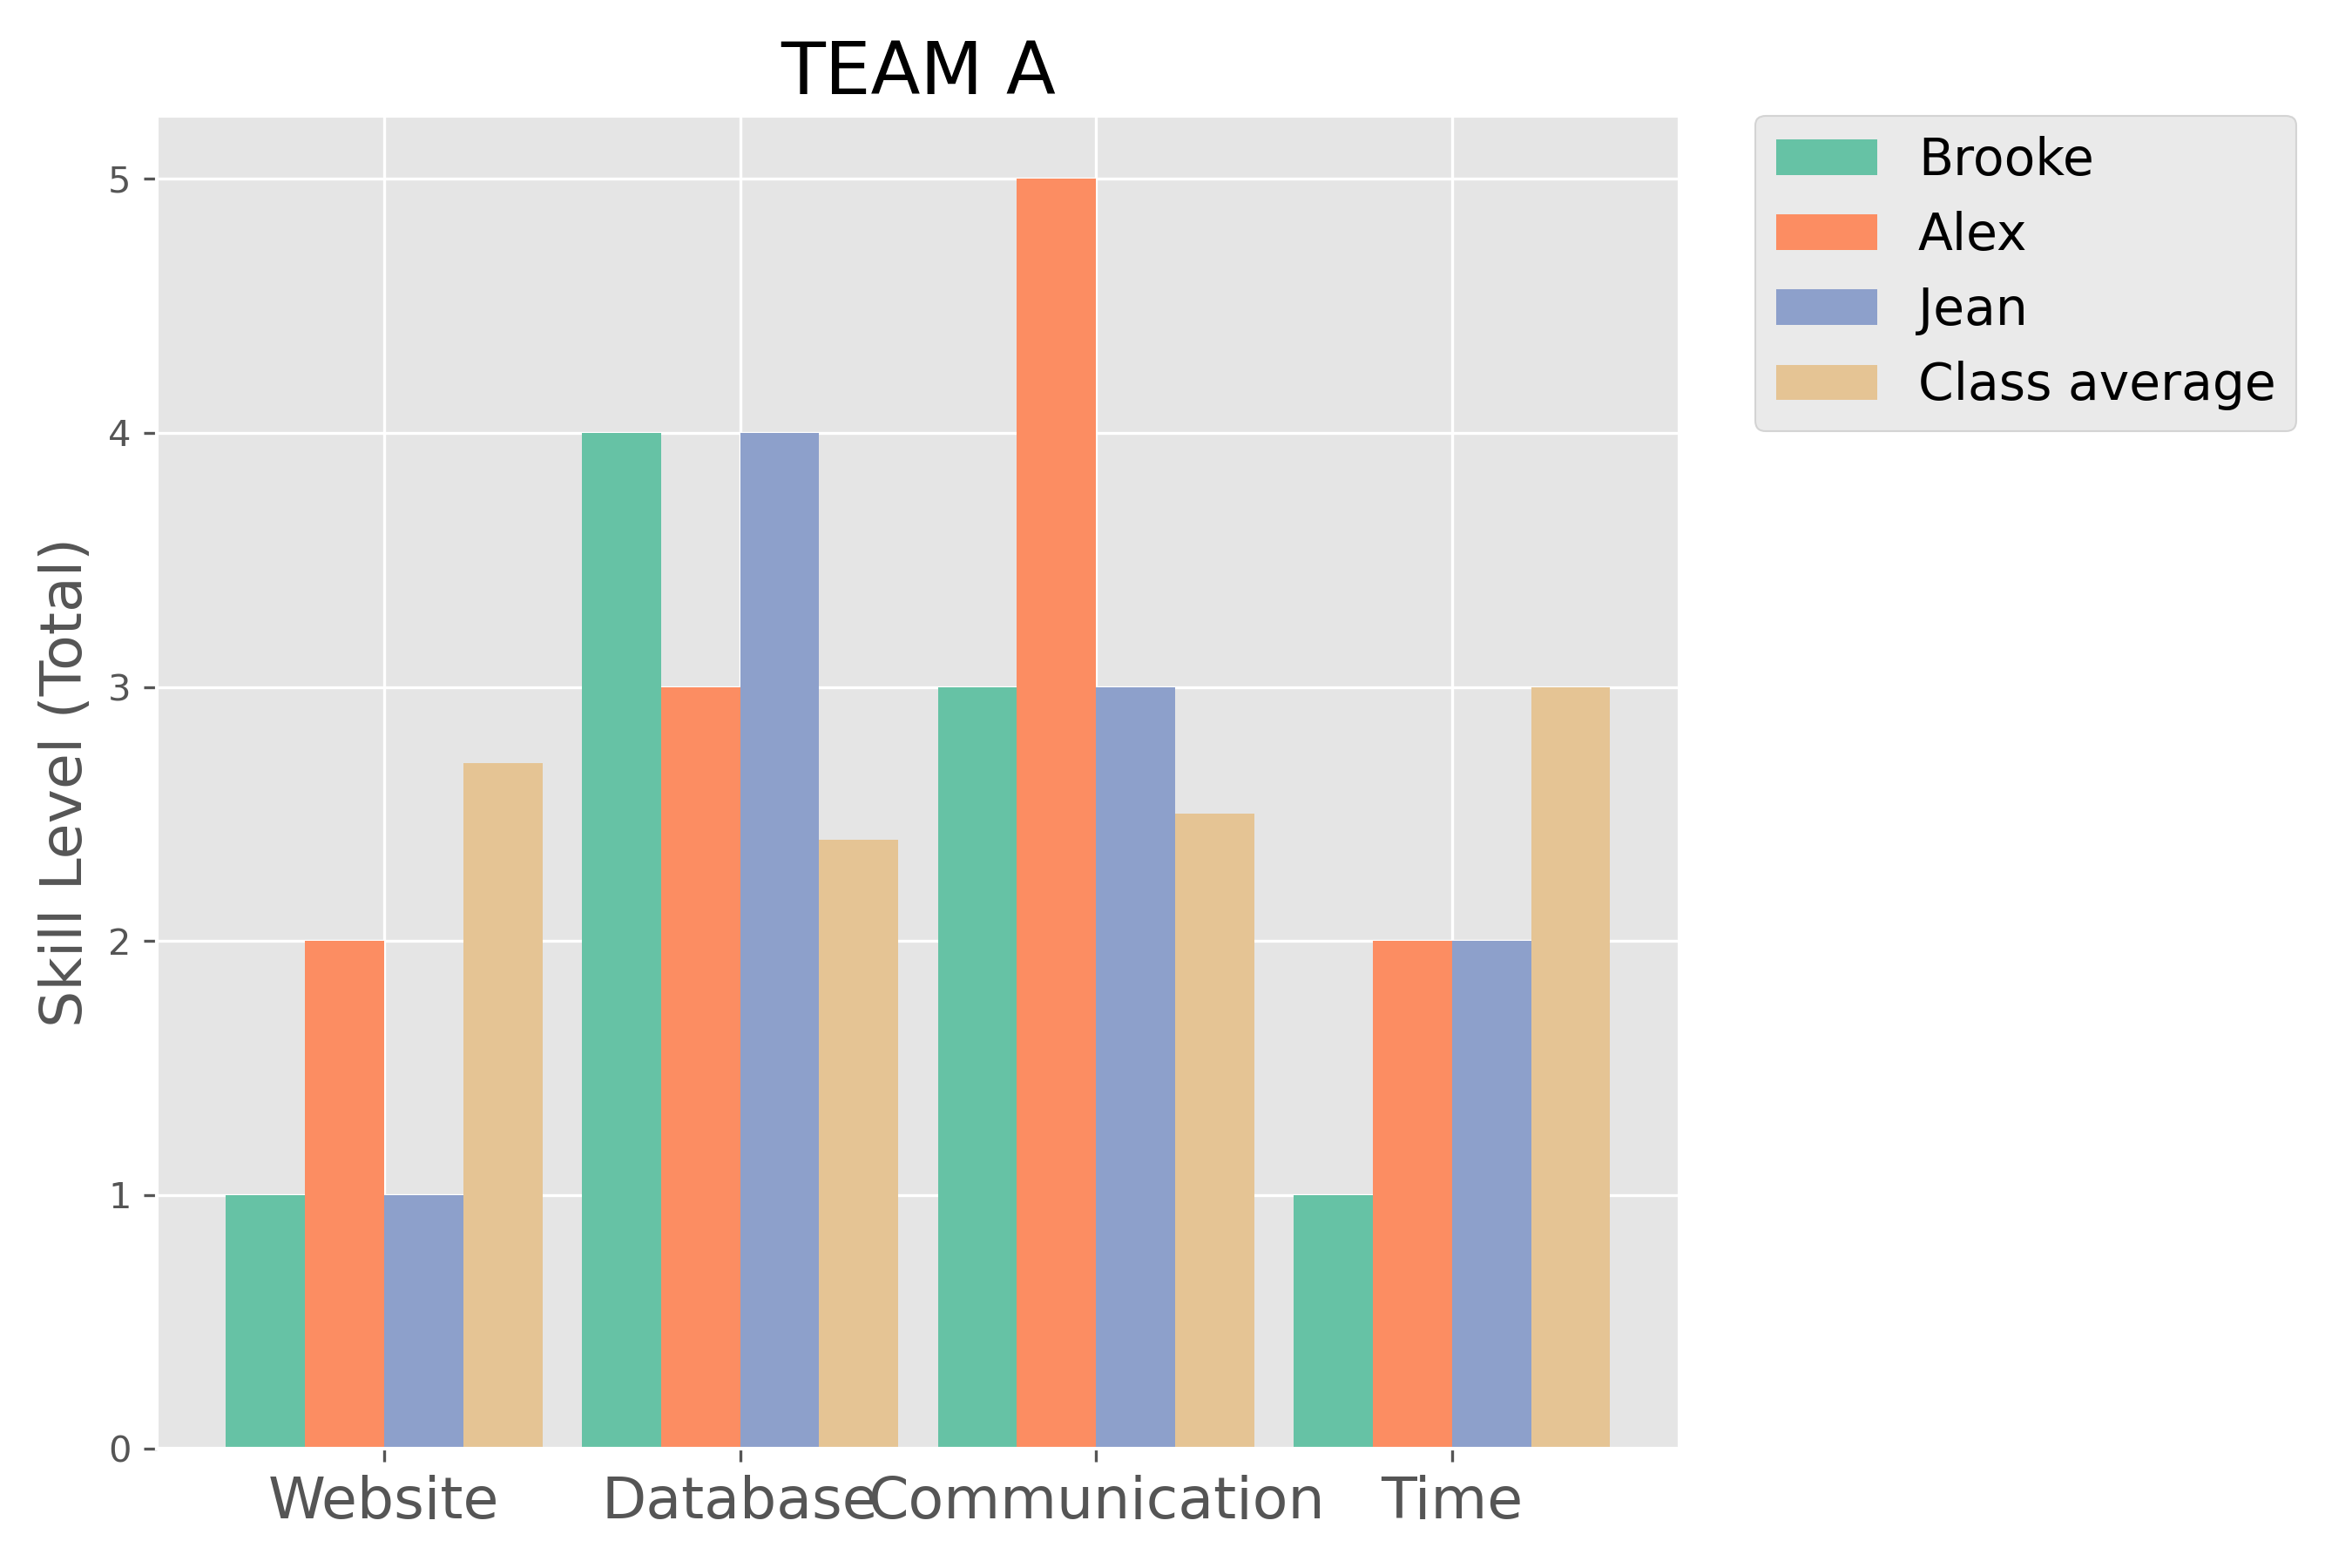 TEAM A
Brooke
Alex
Jean
Class average
Skill Level (Total)
5
4
3
2
1
0
Website Database Communication Time